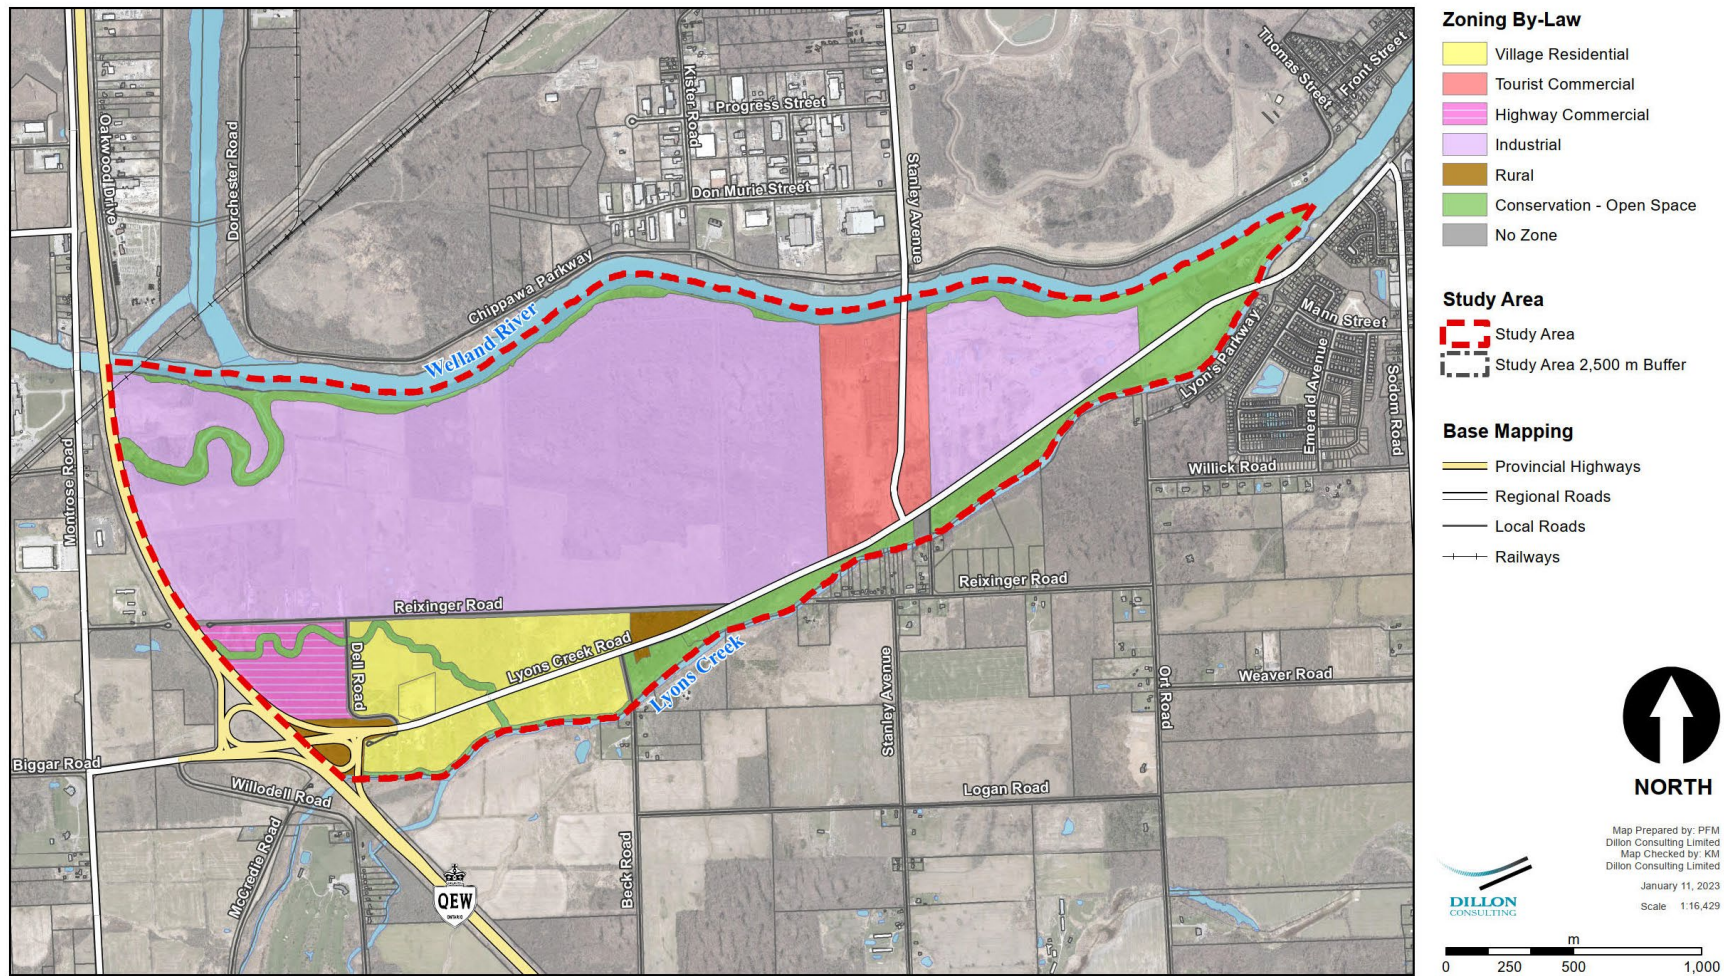 Oakwood Drive
Dorchester Road
Kister Road
Progress Street
Don Murie Street
Stanley Avenue
Thomas Street
Front Street
Chippawa Parkway
Welland River
Mann Street
Lyon's Parkway
Emerald Avenue
Sodom Road
Willick Road
Montrose Road
Reixinger Road
Reixinger Road
Dell Road
Lyons Creek Road
Lyons Creek
Stanley Avenue
Ort Road
Weaver Road
Biggar Road
Willodell Road
Logan Road
McCredie Road
Beck Road
QEW
ONTARIO
Zoning By-Law
Village Residential
Tourist Commercial
Highway Commercial
Industrial
Rural
Conservation - Open Space
No Zone
Study Area
Study Area
Study Area 2,500 m Buffer
Base Mapping
Provincial Highways
Regional Roads
Local Roads
Railways
NORTH
Map Prepared by: PFM
Dillon Consulting Limited
Map Checked by: KM
Dillon Consulting Limited
January 11, 2023
Scale 1:16,429
DILLON
CONSULTING
m
0 250 500 1,000